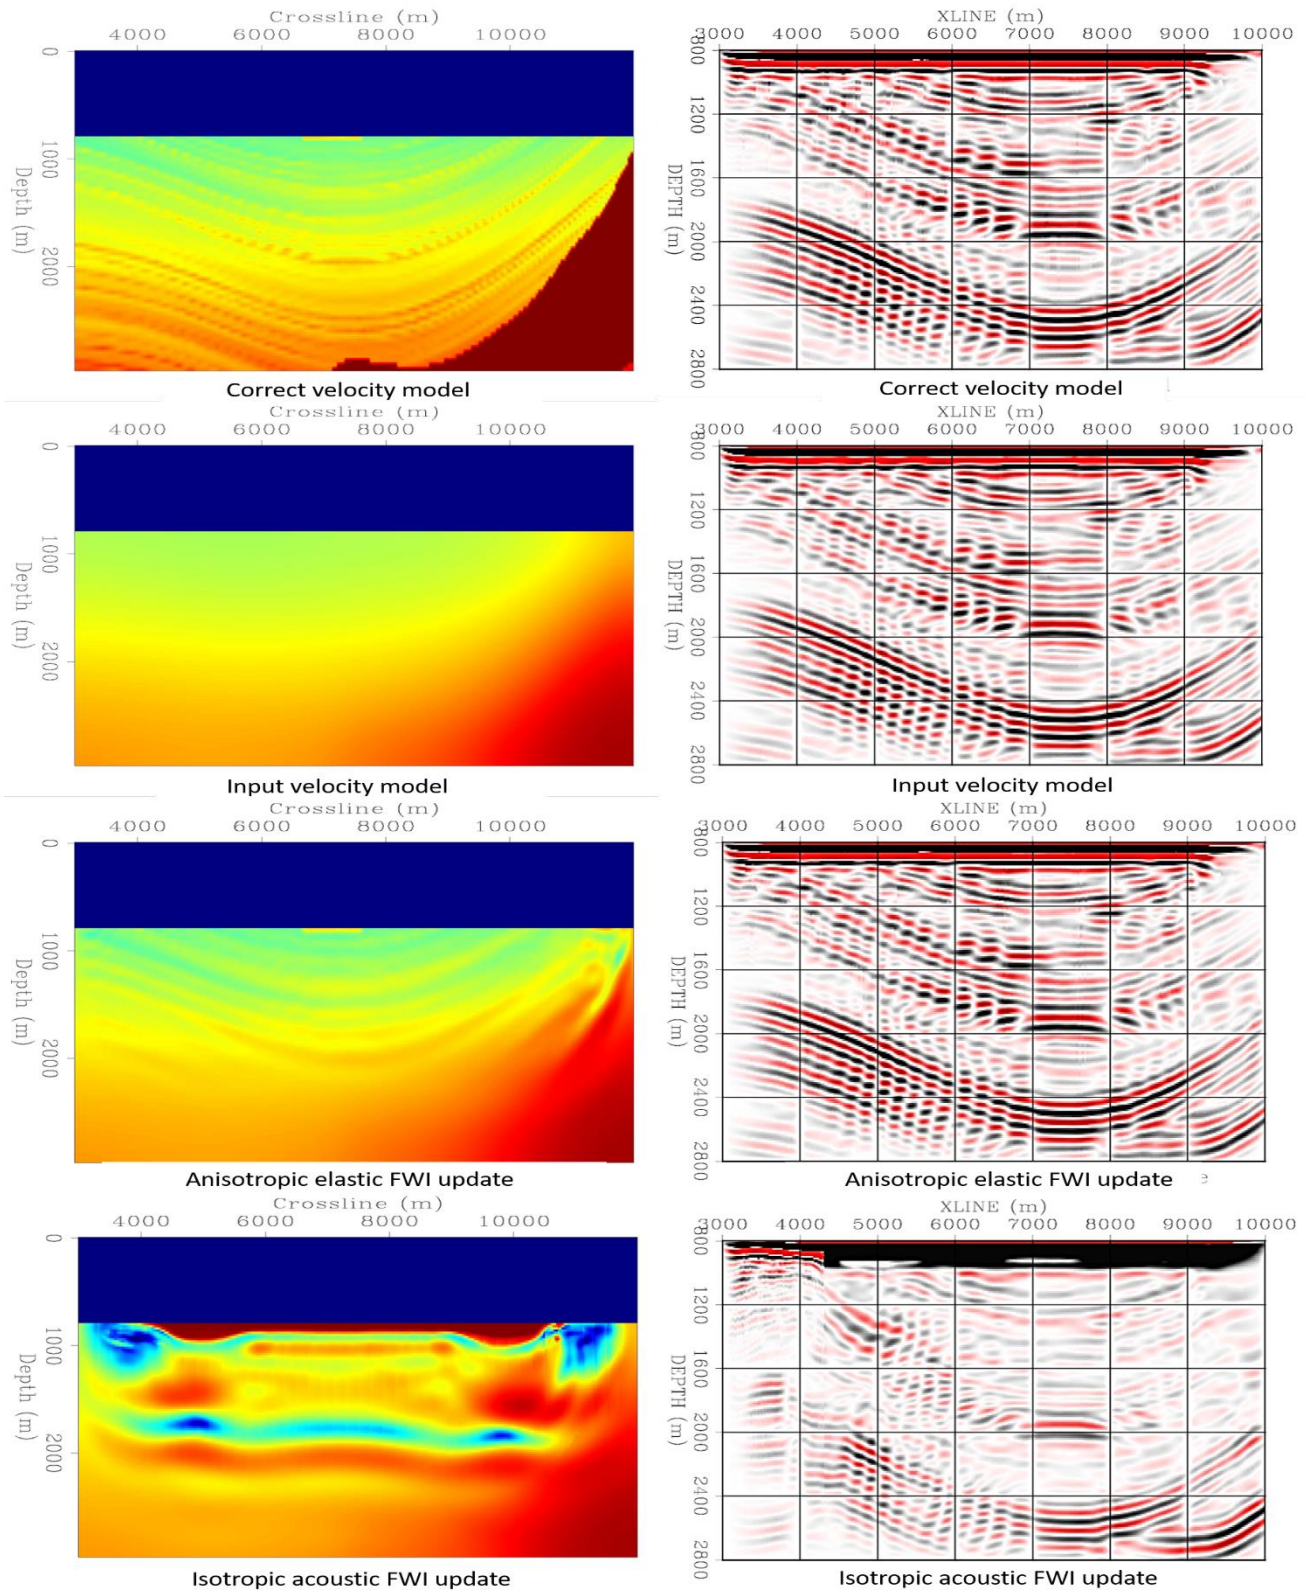 Crossline (m)
4000 6000 8000 10000
0
1000
2000
Depth (m)
Correct velocity model
XLINE (m)
3000 4000 5000 6000 7000 8000 9000 10000
800
1200
1600
2000
2400
2800
DEPTH (m)
Correct velocity model
Crossline (m)
4000 6000 8000 10000
0
1000
2000
Depth (m)
Input velocity model
XLINE (m)
3000 4000 5000 6000 7000 8000 9000 10000
800
1200
1600
2000
2400
2800
DEPTH (m)
Input velocity model
Crossline (m)
4000 6000 8000 10000
0
1000
2000
Depth (m)
Anisotropic elastic FWI update
XLINE (m)
3000 4000 5000 6000 7000 8000 9000 10000
800
1200
1600
2000
2400
2800
DEPTH (m)
Anisotropic elastic FWI update
Crossline (m)
4000 6000 8000 10000
0
1000
2000
Depth (m)
Isotropic acoustic FWI update
XLINE (m)
3000 4000 5000 6000 7000 8000 9000 10000
800
1200
1600
2000
2400
2800
DEPTH (m)
Isotropic acoustic FWI update